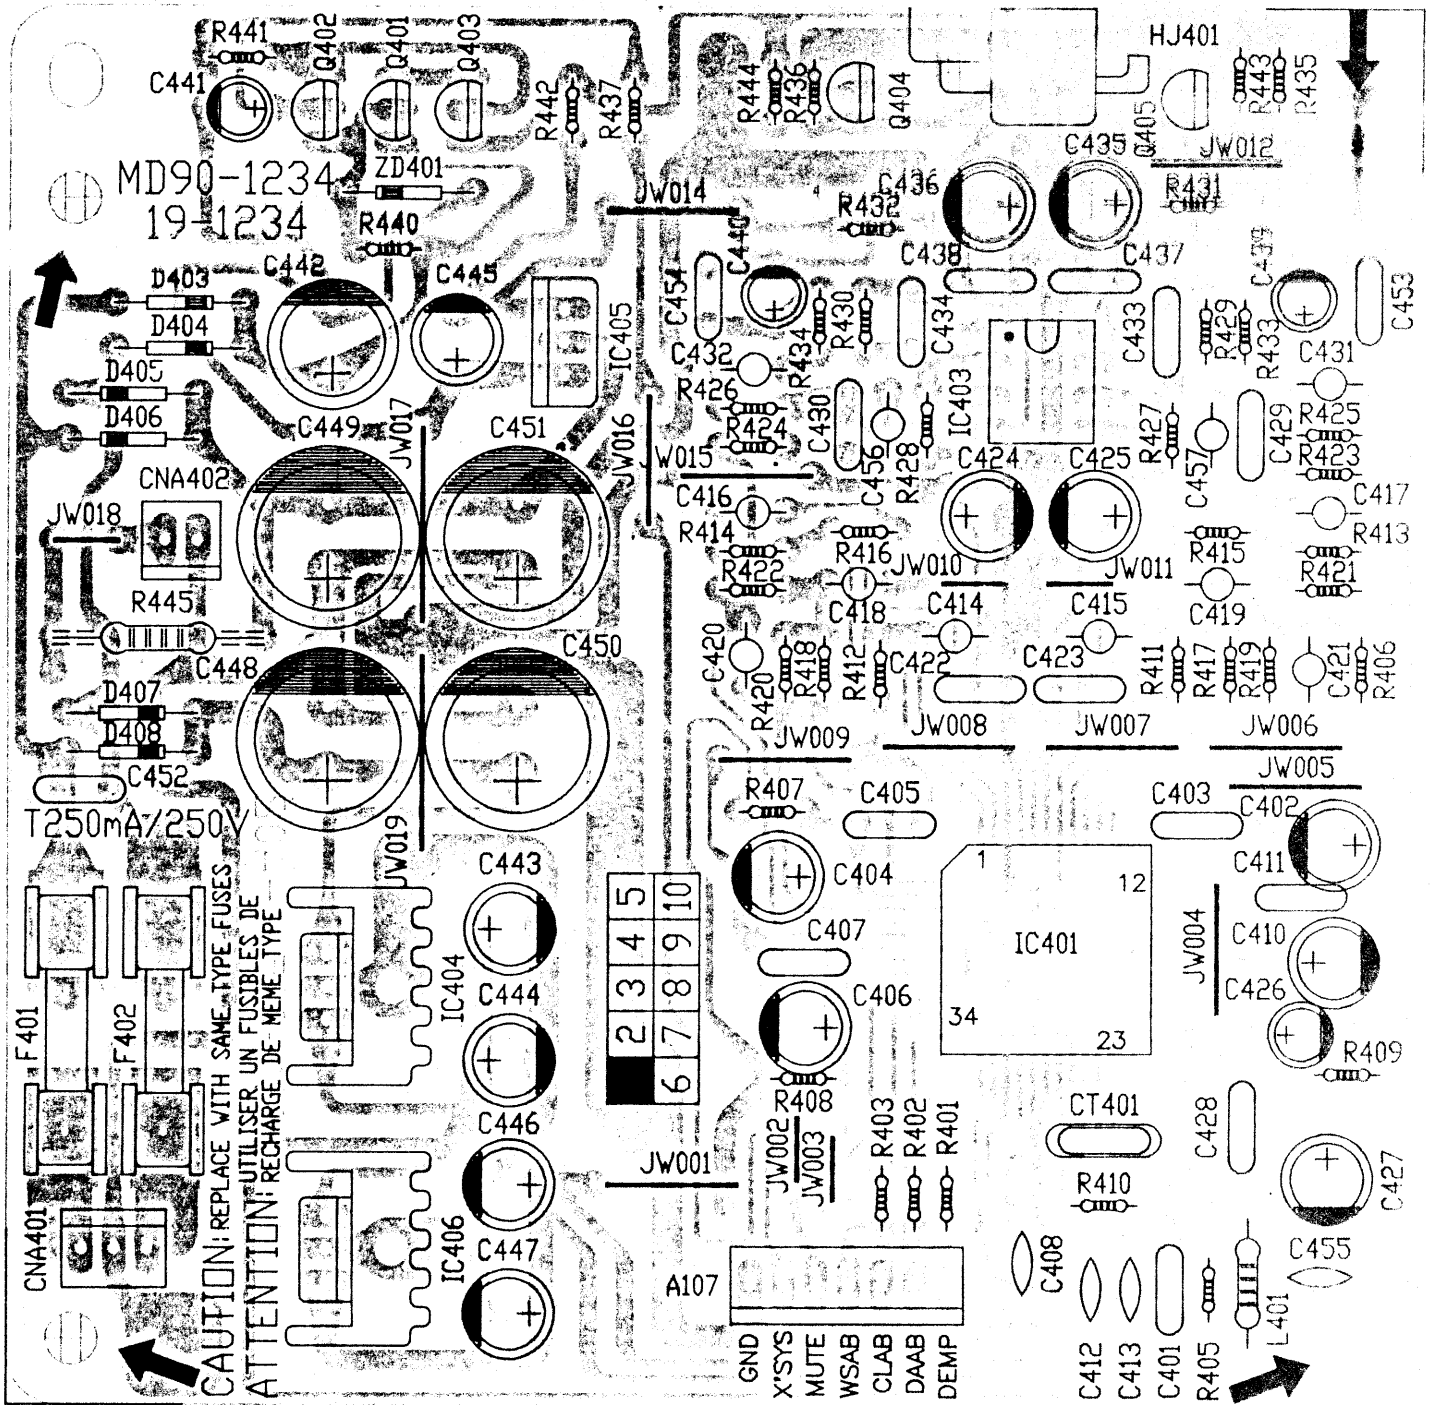 R441
Q402
Q401
Q403
C441
R442
R437
R444
R436
Q404
HJ401
Q405
R443
R435
C435
JW012
MD90-1234
19-1234
ZD401
R440
JW014
C436
R432
R431
C440
C454
C438
C437
C439
C453
D403
C442
C445
IC405
D404
D405
D406
R434
R430
C434
C433
R429
R433
C432
R426
R424
C431
R425
R423
C430
C456
R428
IC403
R427
C457
C429
C449
JW017
C451
JW016
JW015
CNA402
JW018
C424
C425
C416
R414
R422
R416
C418
JW010
JW011
R415
C419
C417
R413
R421
R445
C448
C450
C414
C415
C420
R420
R418
R412
C422
C423
R411
R417
R419
C421
R406
D407
D408
C452
JW009
JW008
JW007
JW006
JW005
T250mA/250V
JW019
R407
C405
C403
C402
C411
C443
C404
1
12
IC401
34
23
JW004
C410
C426
C407
C406
R409
5 10
4 9
3 8
2 7
6
IC404
C444
F401
F402
CAUTION: REPLACE WITH SAME TYPE FUSES
ATTENTION: UTILLISER UN FUSIBLES DE
RECHARGE DE MEME TYPE
R408
JW002
JW003
R403
R402
R401
CT401
R410
C428
C427
C446
JW001
CNA401
IC406
C447
A107
C408
C455
L401
GND
X'SYS
MUTE
WSAB
CLAB
DAAB
DEMP
C412
C413
C401
R405